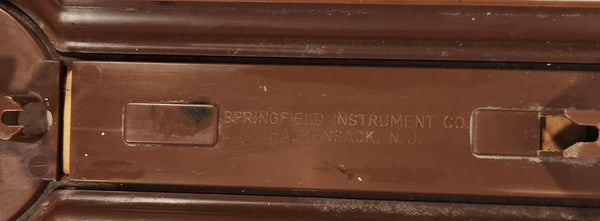 SPRINGFIELD INSTRUMENT CO.
HACKENSACK, N. J.